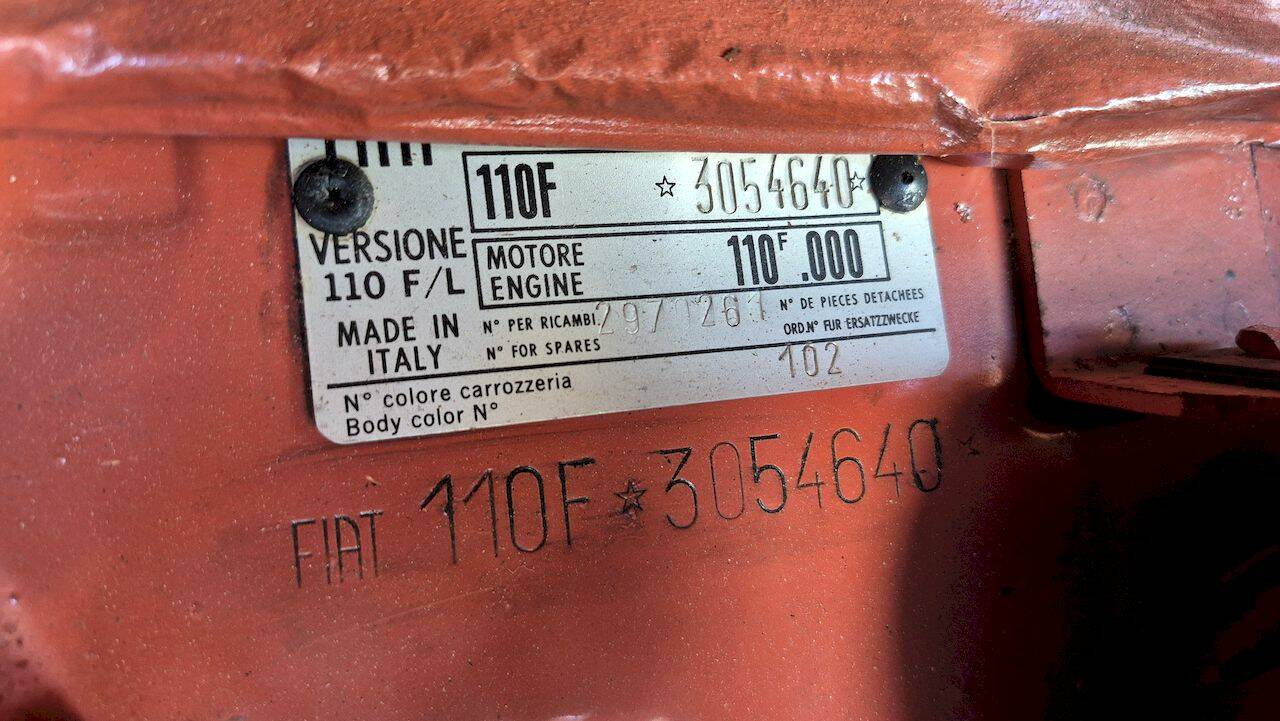 110F ☆ 3054640☆
VERSIONE
110 F/L
MOTORE
ENGINE
110F .000
MADE IN
ITALY
N° PER RICAMBI
N° FOR SPARES
2970261
N° DE PIECES DETACHEES
ORD.N° FUR ERSATZZWECKE
N° colore carrozzeria
Body color N°
102
FIAT 110F☆3054640☆